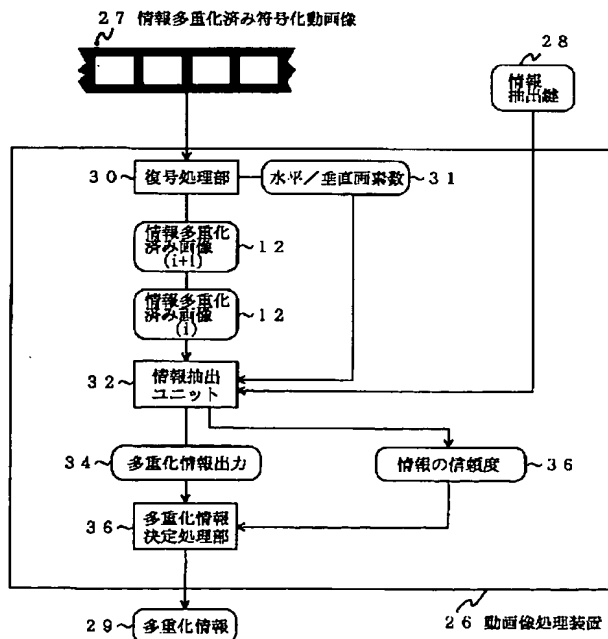 27 情報多重化済み符号化動画像
28
情報
抽出鍵
30 復号処理部
水平/垂直画素数 31
情報多重化
済み画像
(i+1)
12
情報多重化
済み画像
(i)
12
32 情報抽出
ユニット
34 多重化情報出力
情報の信頼度 36
36 多重化情報
決定処理部
29 多重化情報
26 動画像処理装置